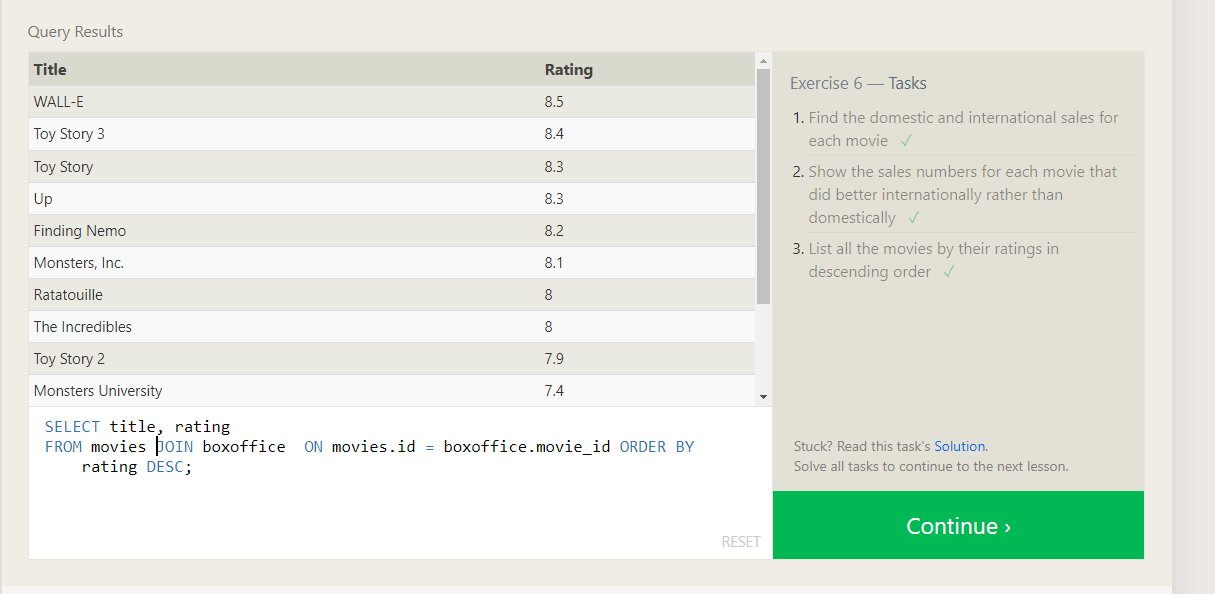 Query Results
Title Rating
WALL-E 8.5
Toy Story 3 8.4
Toy Story 8.3
Up 8.3
Finding Nemo 8.2
Monsters, Inc. 8.1
Ratatouille 8
The Incredibles 8
Toy Story 2 7.9
Monsters University 7.4
SELECT title, rating
FROM movies JOIN boxoffice  ON movies.id = boxoffice.movie_id ORDER BY
rating DESC;
RESET
Exercise 6 — Tasks
1. Find the domestic and international sales for
each movie ✓
2. Show the sales numbers for each movie that
did better internationally rather than
domestically ✓
3. List all the movies by their ratings in
descending order ✓
Stuck? Read this task's Solution.
Solve all tasks to continue to the next lesson.
Continue ›